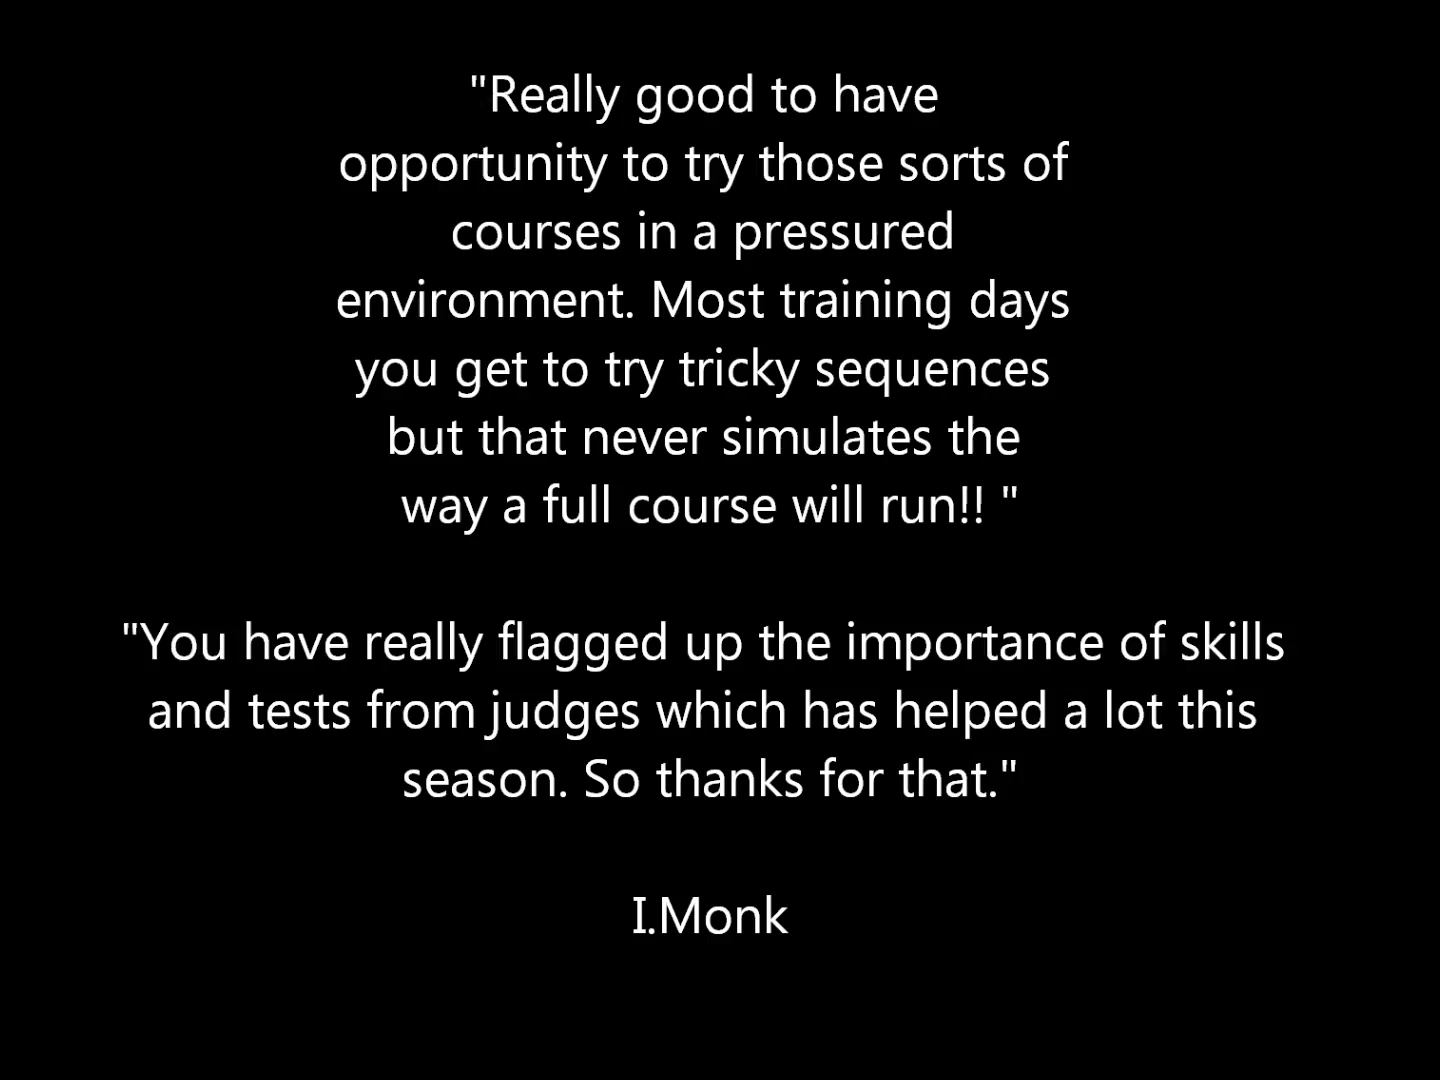 "Really good to have
opportunity to try those sorts of
courses in a pressured
environment. Most training days
you get to try tricky sequences
but that never simulates the
way a full course will run!! "
"You have really flagged up the importance of skills
and tests from judges which has helped a lot this
season. So thanks for that."
I.Monk